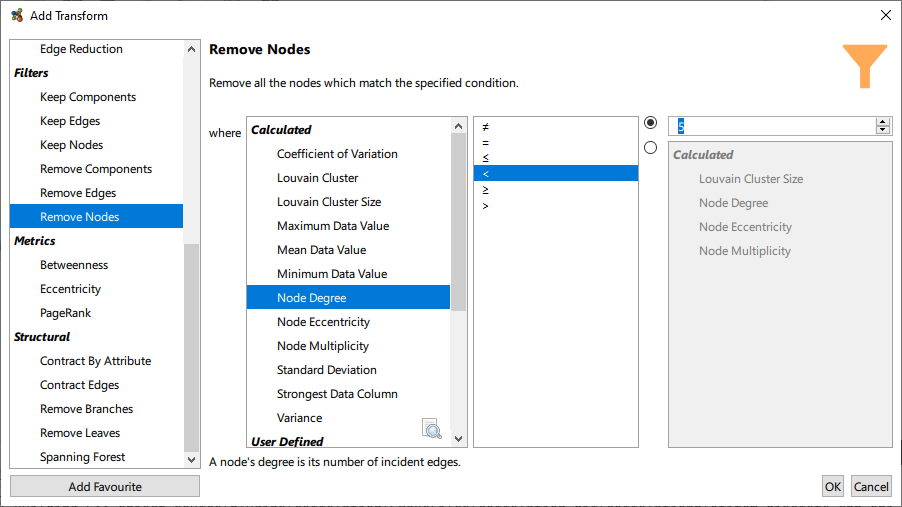 Add Transform
Edge Reduction
Filters
Keep Components
Keep Edges
Keep Nodes
Remove Components
Remove Edges
Remove Nodes
Metrics
Betweenness
Eccentricity
PageRank
Structural
Contract By Attribute
Contract Edges
Remove Branches
Remove Leaves
Spanning Forest
Add Favourite
Remove Nodes
Remove all the nodes which match the specified condition.
where
Calculated
Coefficient of Variation
Louvain Cluster
Louvain Cluster Size
Maximum Data Value
Mean Data Value
Minimum Data Value
Node Degree
Node Eccentricity
Node Multiplicity
Standard Deviation
Strongest Data Column
Variance
User Defined
≠
=
≤
<
≥
>
5
Calculated
Louvain Cluster Size
Node Degree
Node Eccentricity
Node Multiplicity
A node's degree is its number of incident edges.
OK
Cancel